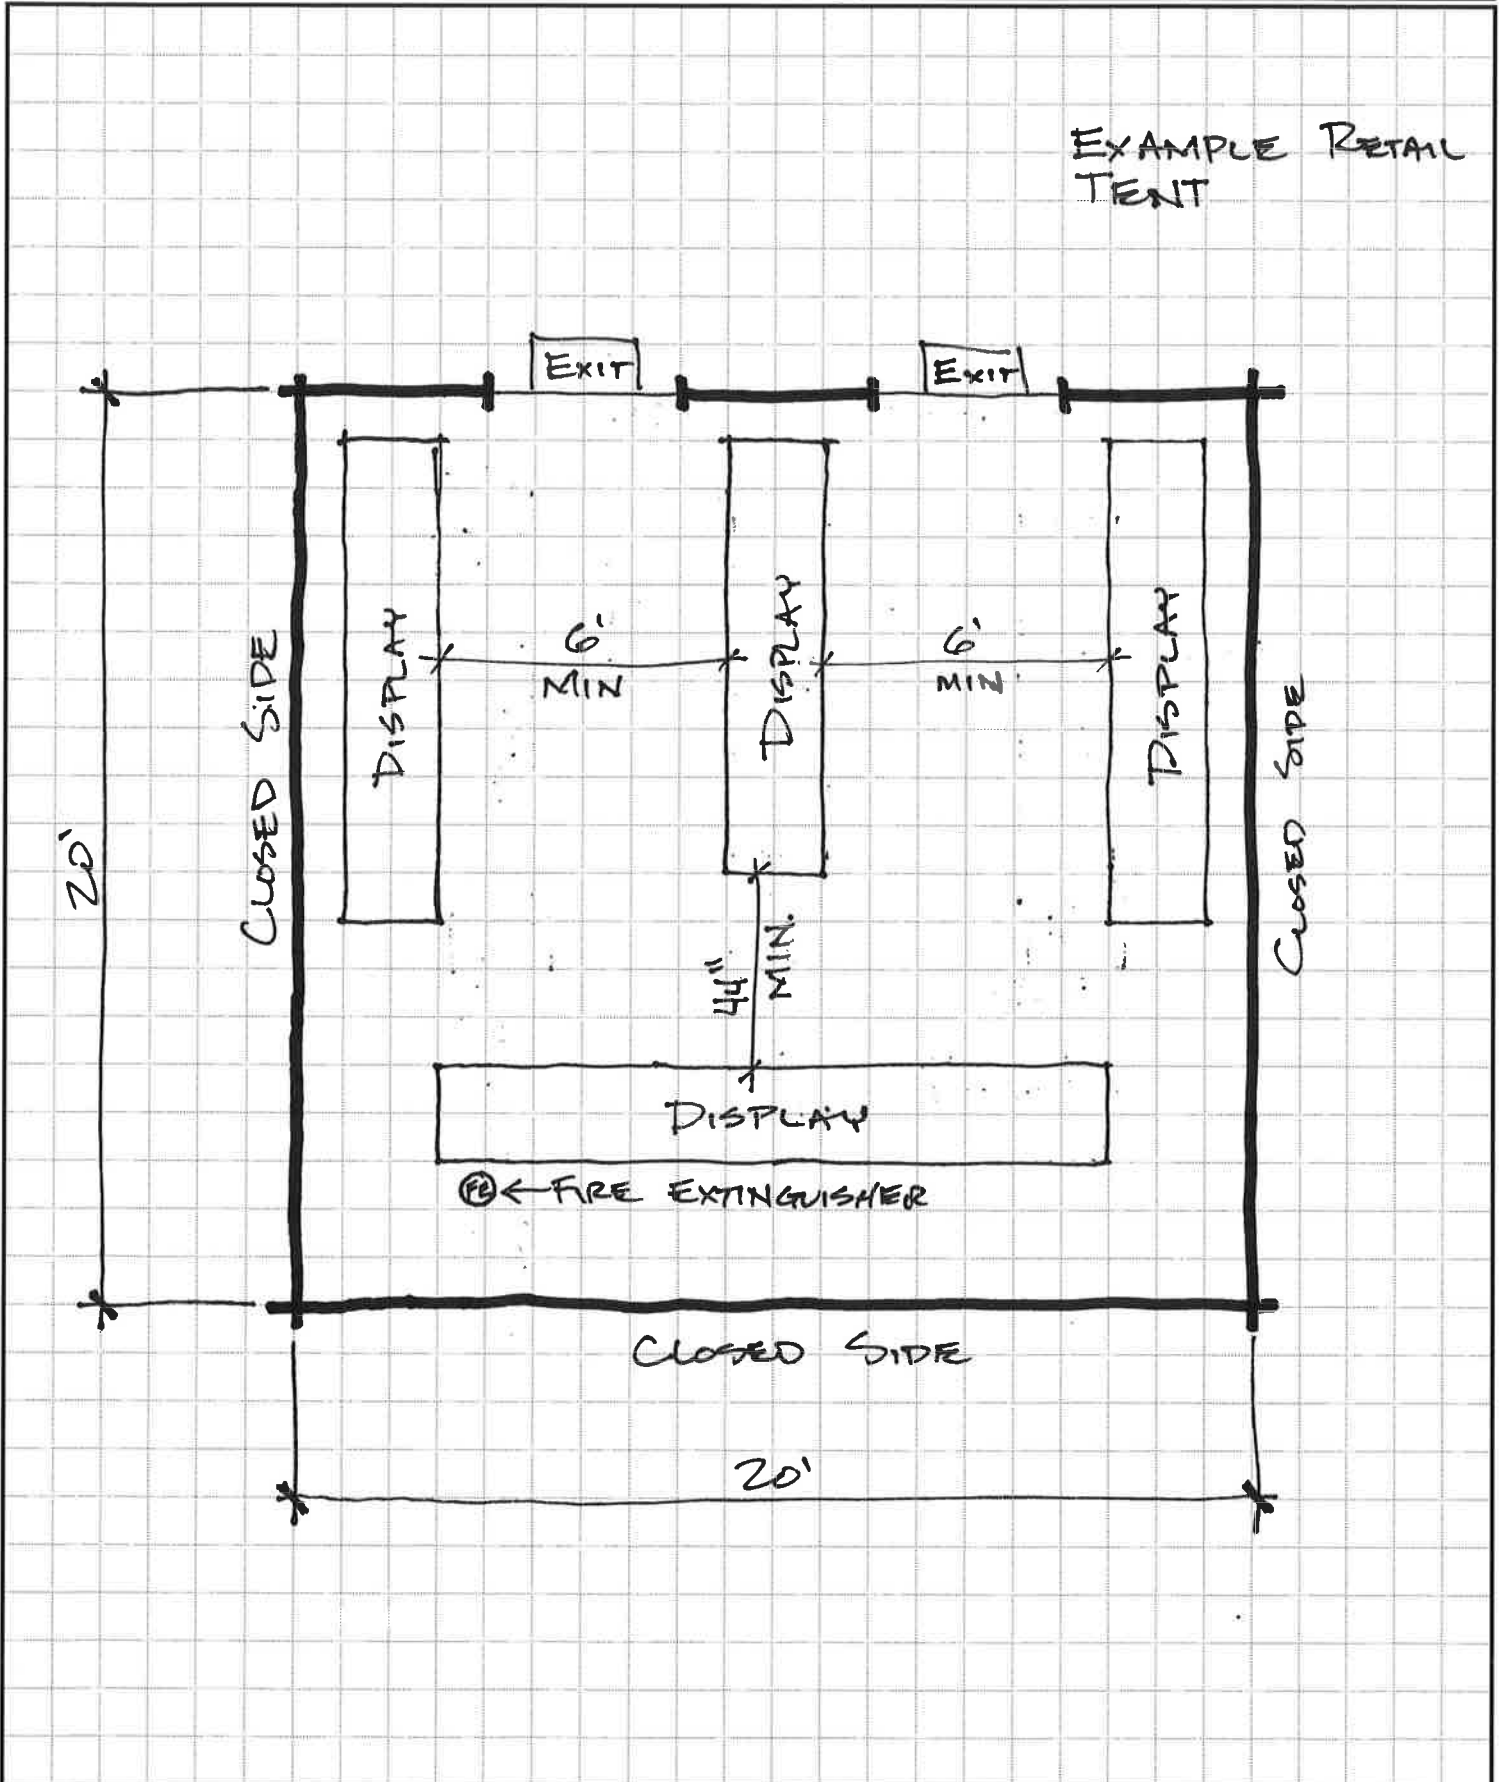 EXAMPLE RETAIL
TENT
EXIT
EXIT
DISPLAY
6'
MIN
DISPLAY
6'
MIN
DISPLAY
CLOSED SIDE
CLOSED SIDE
20'
44"
MIN.
DISPLAY
FE ← FIRE EXTINGUISHER
CLOSED SIDE
20'